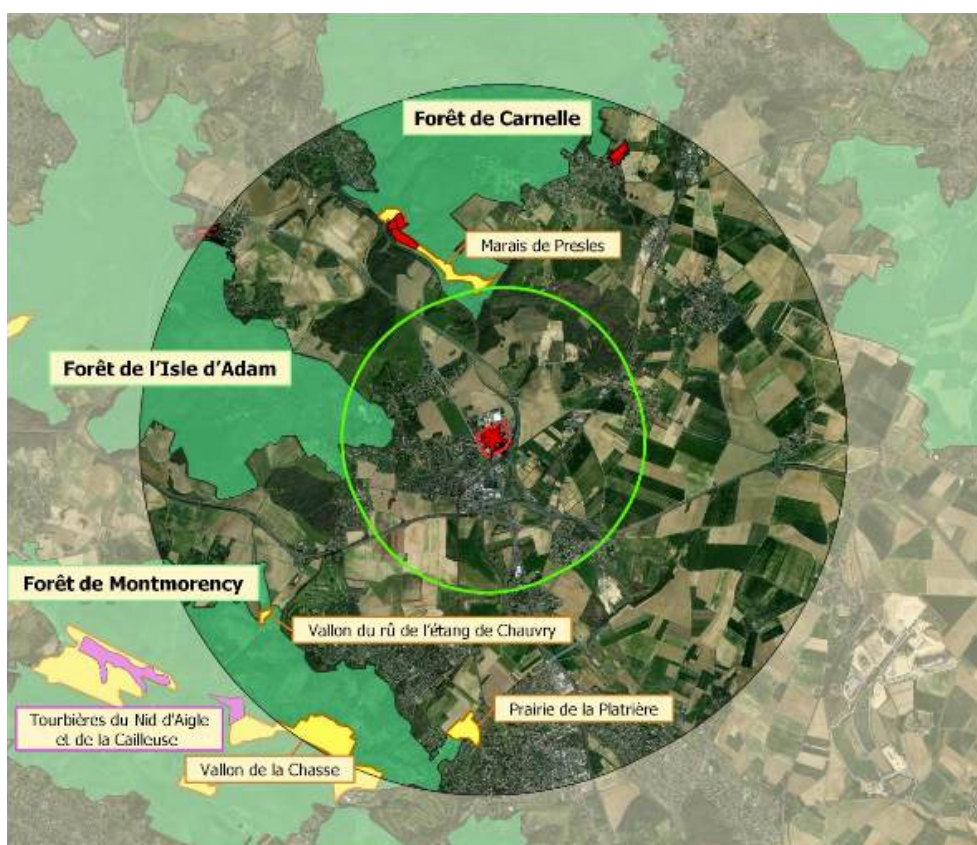 Forêt de Carnelle
Marais de Presles
Forêt de l'Isle d'Adam
Forêt de Montmorency
Vallon du rû de l'étang de Chauvry
Prairie de la Platrière
Tourbières du Nid d'Aigle
et de la Cailleuse
Vallon de la Chasse